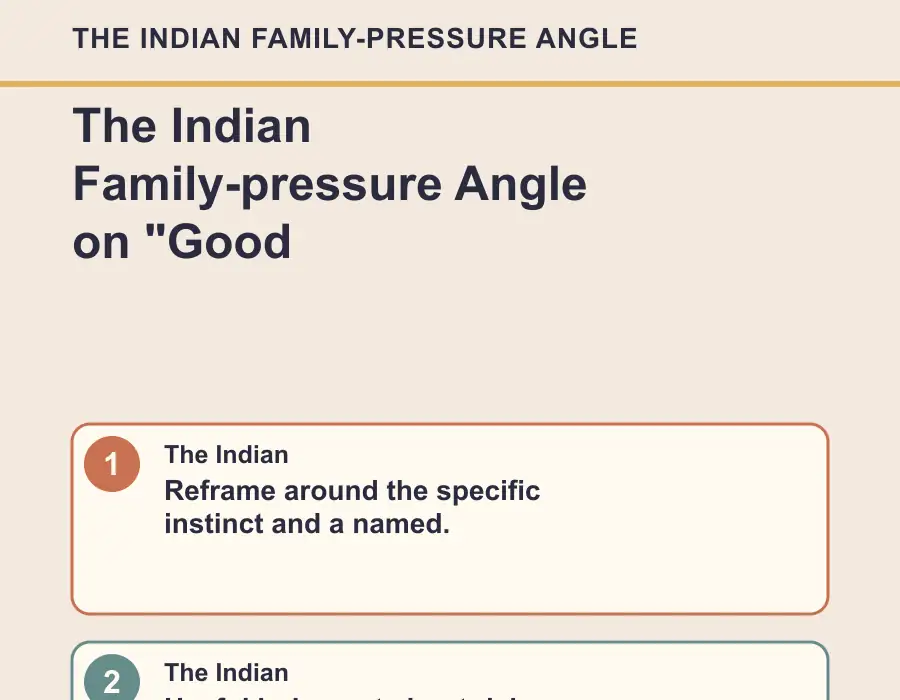 THE INDIAN FAMILY-PRESSURE ANGLE
The Indian
Family-pressure Angle
on "Good
1
The Indian
Reframe around the specific
instinct and a named.
2
The Indian